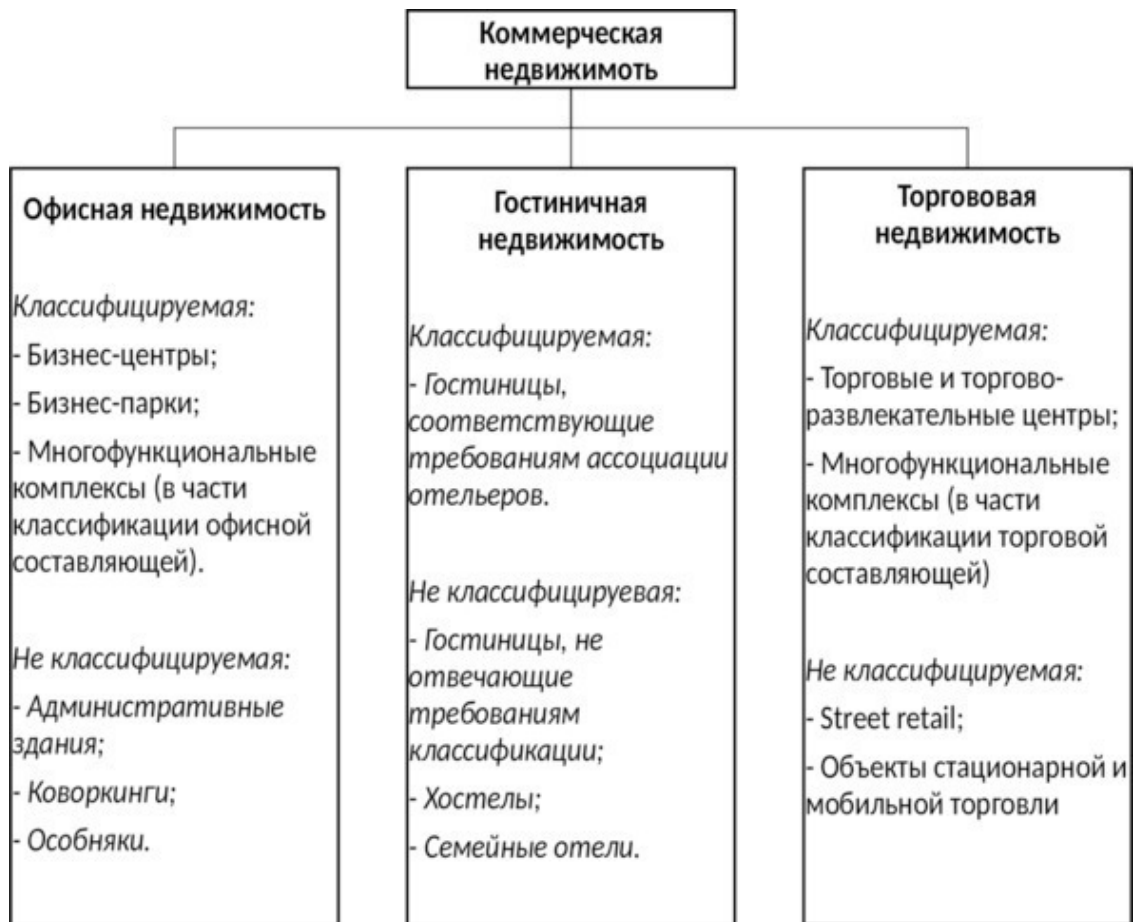 Коммерческая
недвижимоть
Офисная недвижимость
Классифицируемая:
- Бизнес-центры;
- Бизнес-парки;
- Многофункциональные
комплексы (в части
классификации офисной
составляющей).
Не классифицируемая:
- Административные
здания;
- Коворкинги;
- Особняки.
Гостиничная
недвижимость
Классифицируемая:
- Гостиницы,
соответствующие
требованиям ассоциации
отельеров.
Не классифицируевая:
- Гостиницы, не
отвечающие
требованиям
классификации;
- Хостелы;
- Семейные отели.
Торгововая
недвижимость
Классифицируемая:
- Торговые и торгово-
развлекательные центры;
- Многофункциональные
комплексы (в части
классификации торговой
составляющей)
Не классифицируемая:
- Street retail;
- Объекты стационарной и
мобильной торговли